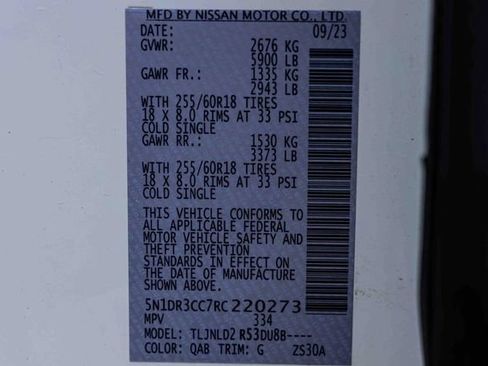 MFD BY NISSAN MOTOR CO., LTD.
DATE: 09/23
GVWR: 2676 KG
5900 LB
GAWR FR.: 1335 KG
2943 LB
WITH 255/60R18 TIRES
18 X 8.0 RIMS AT 33 PSI
COLD SINGLE
GAWR RR.: 1530 KG
3373 LB
WITH 255/60R18 TIRES
18 X 8.0 RIMS AT 33 PSI
COLD SINGLE
THIS VEHICLE CONFORMS TO
ALL APPLICABLE FEDERAL
MOTOR VEHICLE SAFETY AND
THEFT PREVENTION
STANDARDS IN EFFECT ON
THE DATE OF MANUFACTURE
SHOWN ABOVE.
5N1DR3CC7RC220273
MPV 334
MODEL: TLJNLD2 R53DU8B----
COLOR: QAB TRIM: G ZS30A